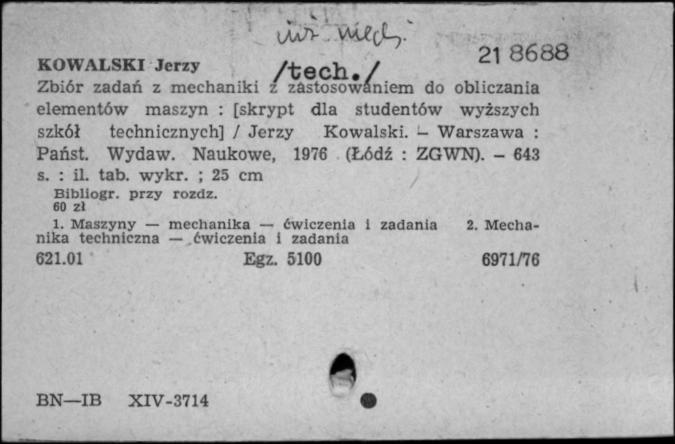 21 8688
KOWALSKI Jerzy /tech./
Zbiór zadań z mechaniki z zastosowaniem do obliczania
elementów maszyn : [skrypt dla studentów wyższych
szkół technicznych] / Jerzy Kowalski. — Warszawa :
Państ. Wydaw. Naukowe, 1976 (Łódź : ZGWN). — 643
s. : il. tab. wykr. ; 25 cm
Bibliogr. przy rozdz.
60 zł
1. Maszyny — mechanika — ćwiczenia i zadania 2. Mecha-
nika techniczna — ćwiczenia i zadania
621.01 Egz. 5100 6971/76
BN—IB XIV-3714